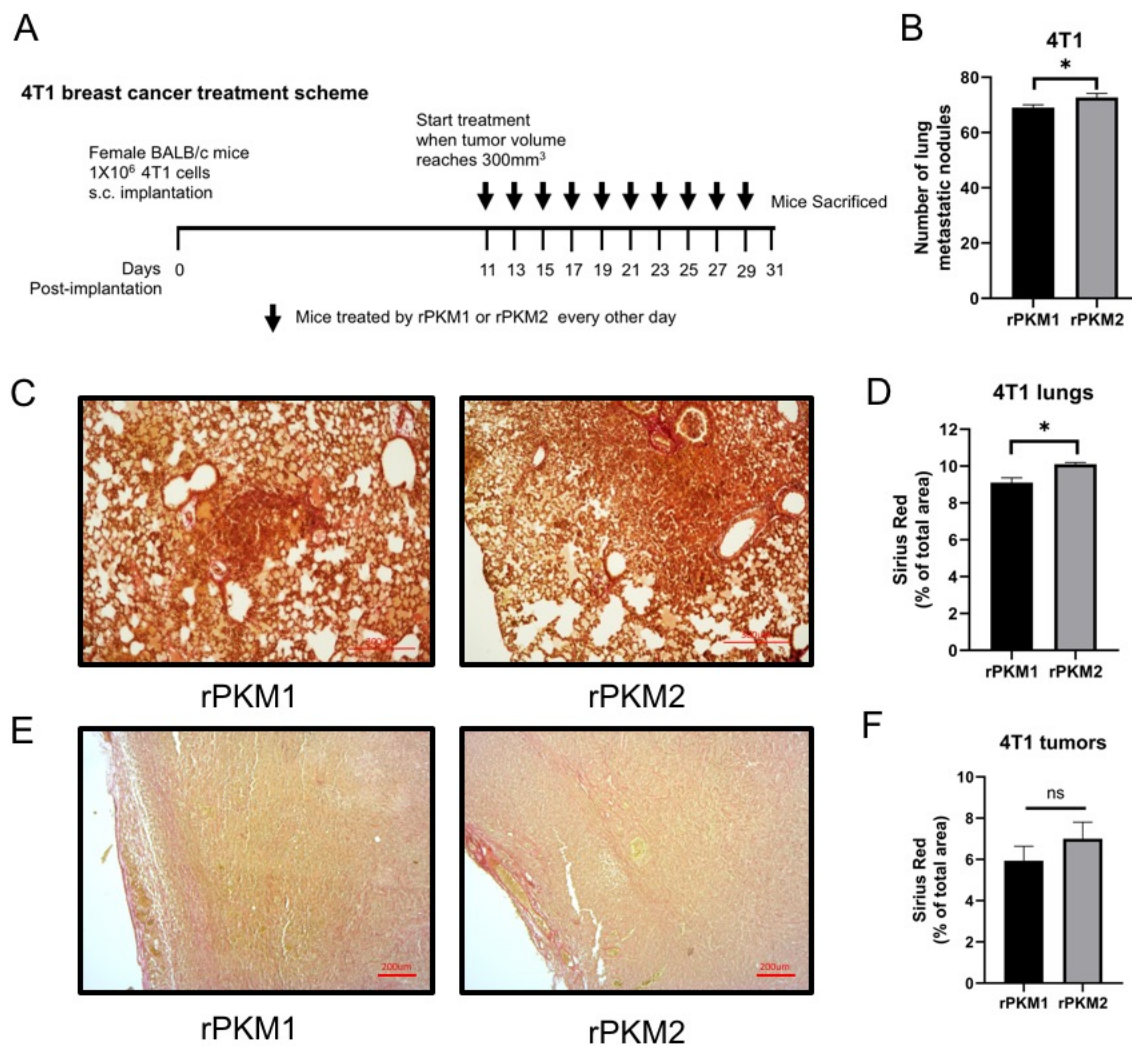 A
4T1 breast cancer treatment scheme
Female BALB/c mice
1X10⁶ 4T1 cells
s.c. implantation
Start treatment
when tumor volume
reaches 300mm³
Mice Sacrificed
Days
Post-implantation
0 11 13 15 17 19 21 23 25 27 29 31
Mice treated by rPKM1 or rPKM2 every other day
B
4T1
*
Number of lung
metastatic nodules
80
60
40
20
0
rPKM1 rPKM2
C
rPKM1
rPKM2
D
4T1 lungs
*
Sirius Red
(% of total area)
12
10
8
6
4
2
0
rPKM1 rPKM2
E
200um
rPKM1
200um
rPKM2
F
4T1 tumors
ns
Sirius Red
(% of total area)
10
8
6
4
2
0
rPKM1 rPKM2